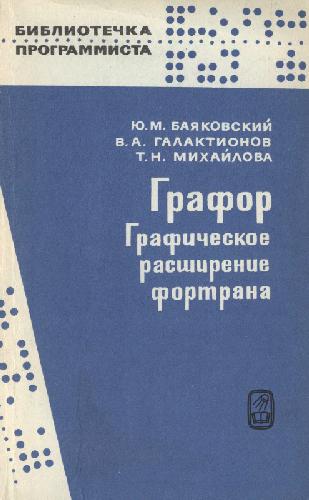 БИБЛИОТЕЧКА
ПРОГРАММИСТА
Ю.М. БАЯКОВСКИЙ
В.А. ГАЛАКТИОНОВ
Т.Н. МИХАЙЛОВА
Графор
Графическое
расширение
фортрана